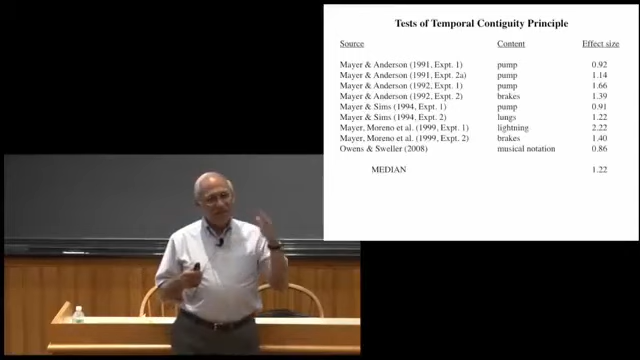 Tests of Temporal Contiguity Principle
Source Content Effect size
Mayer & Anderson (1991, Expt. 1) pump 0.92
Mayer & Anderson (1991, Expt. 2a) pump 1.14
Mayer & Anderson (1992, Expt. 1) pump 1.66
Mayer & Anderson (1992, Expt. 2) brakes 1.39
Mayer & Sims (1994, Expt. 1) pump 0.91
Mayer & Sims (1994, Expt. 2) lungs 1.22
Mayer, Moreno et al. (1999, Expt. 1) lightning 2.22
Mayer, Moreno et al. (1999, Expt. 2) brakes 1.40
Owens & Sweller (2008) musical notation 0.86
MEDIAN 1.22